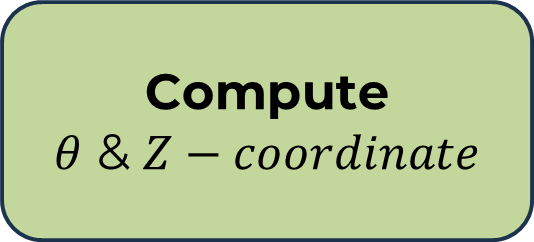 Compute
θ & Z − coordinate